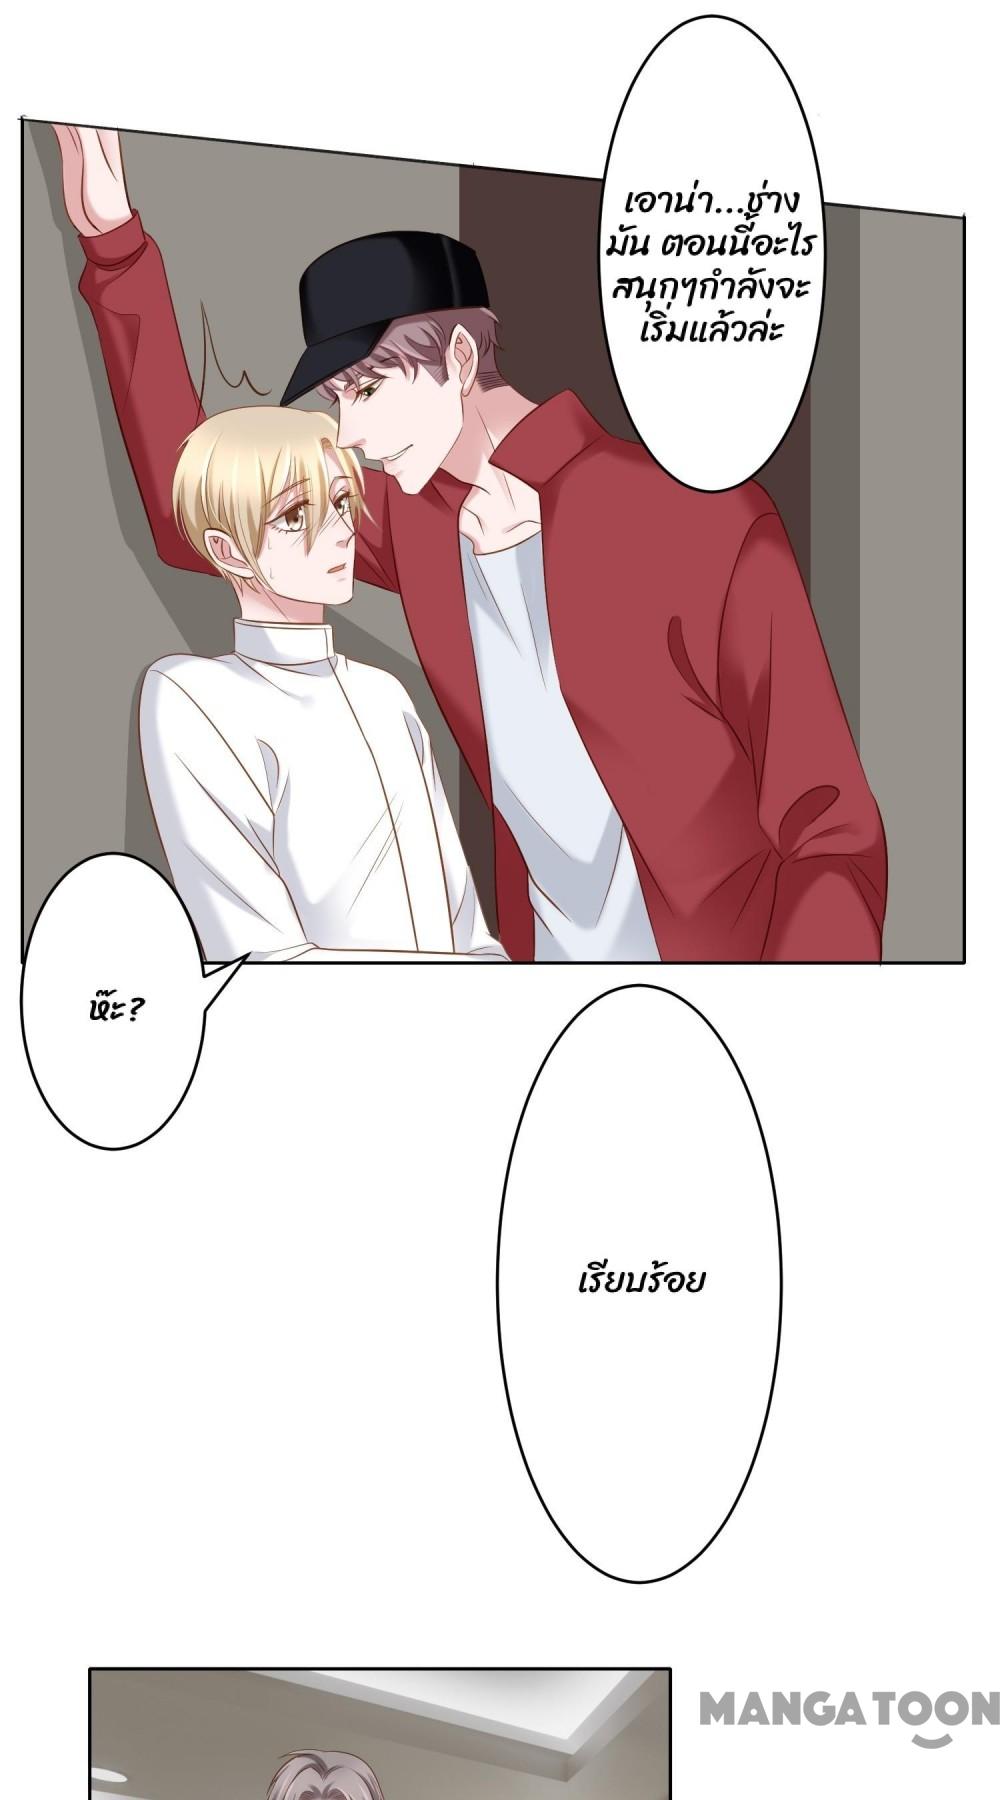 เอาน่า...ช่าง
มัน ตอนนี้อะไร
สนุกๆกำลังจะ
เริ่มแล้วล่ะ
ห๊ะ?
เรียบร้อย
MANGATOON